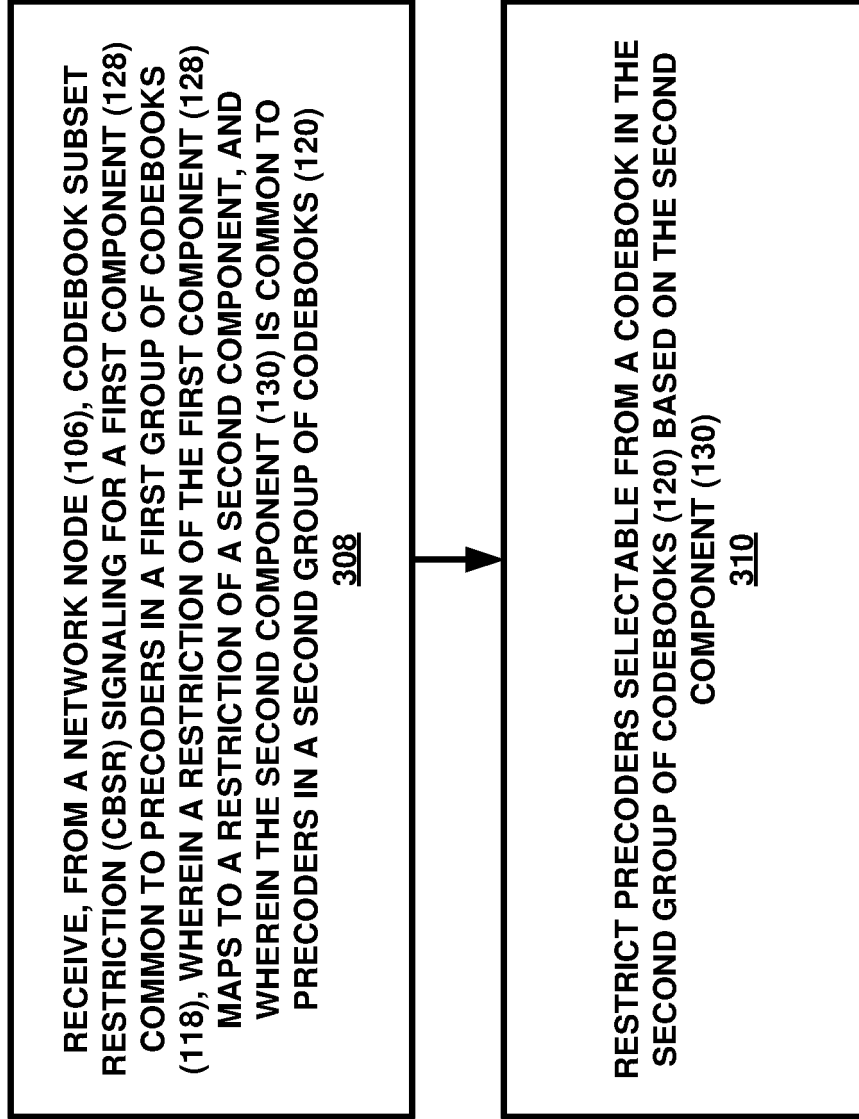 RECEIVE, FROM A NETWORK NODE (106), CODEBOOK SUBSET
RESTRICTION (CBSR) SIGNALING FOR A FIRST COMPONENT (128)
COMMON TO PRECODERS IN A FIRST GROUP OF CODEBOOKS
(118), WHEREIN A RESTRICTION OF THE FIRST COMPONENT (128)
MAPS TO A RESTRICTION OF A SECOND COMPONENT, AND
WHEREIN THE SECOND COMPONENT (130) IS COMMON TO
PRECODERS IN A SECOND GROUP OF CODEBOOKS (120)
308
RESTRICT PRECODERS SELECTABLE FROM A CODEBOOK IN THE
SECOND GROUP OF CODEBOOKS (120) BASED ON THE SECOND
COMPONENT (130)
310